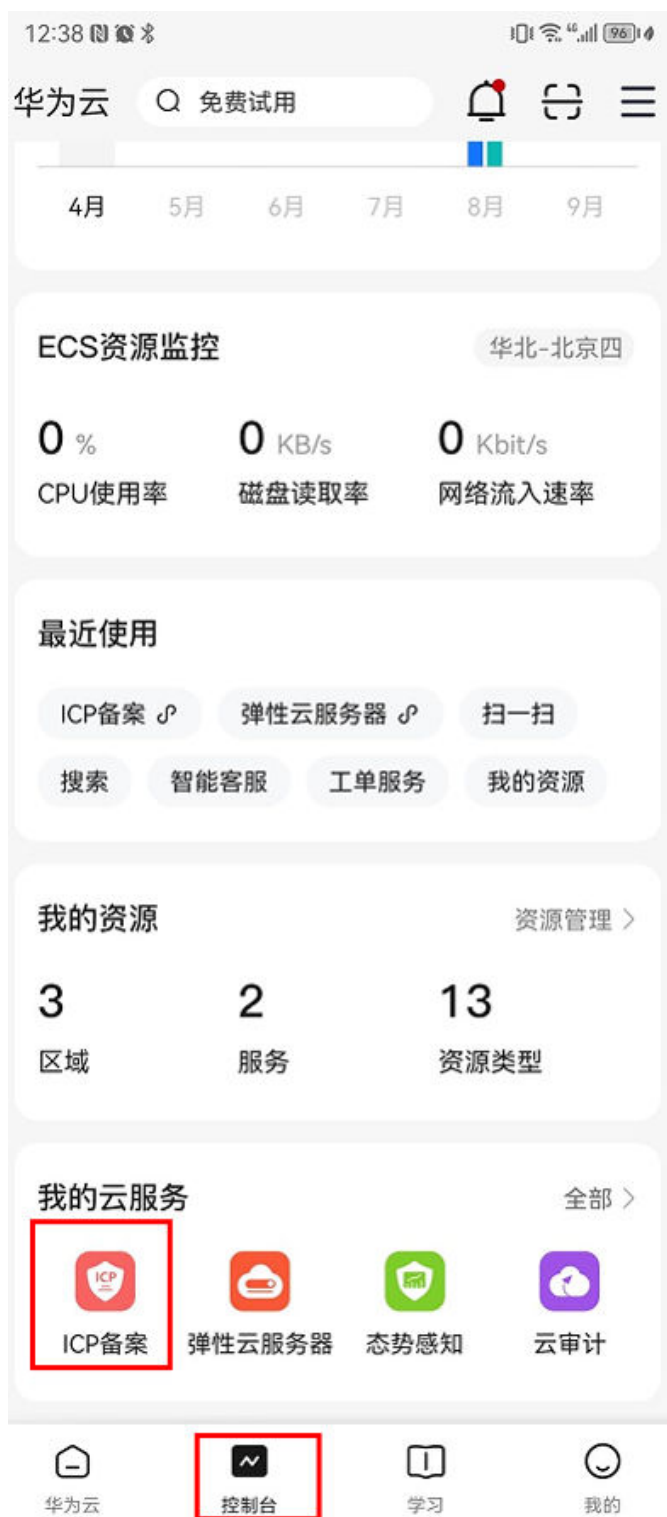 12:38 96
华为云 免费试用
4月 5月 6月 7月 8月 9月
ECS资源监控 华北-北京四
0 % 0 KB/s 0 Kbit/s
CPU使用率 磁盘读取率 网络流入速率
最近使用
ICP备案 弹性云服务器 扫一扫
搜索 智能客服 工单服务 我的资源
我的资源 资源管理
3 2 13
区域 服务 资源类型
我的云服务 全部
ICP
ICP备案 弹性云服务器 态势感知 云审计
华为云 控制台 学习 我的